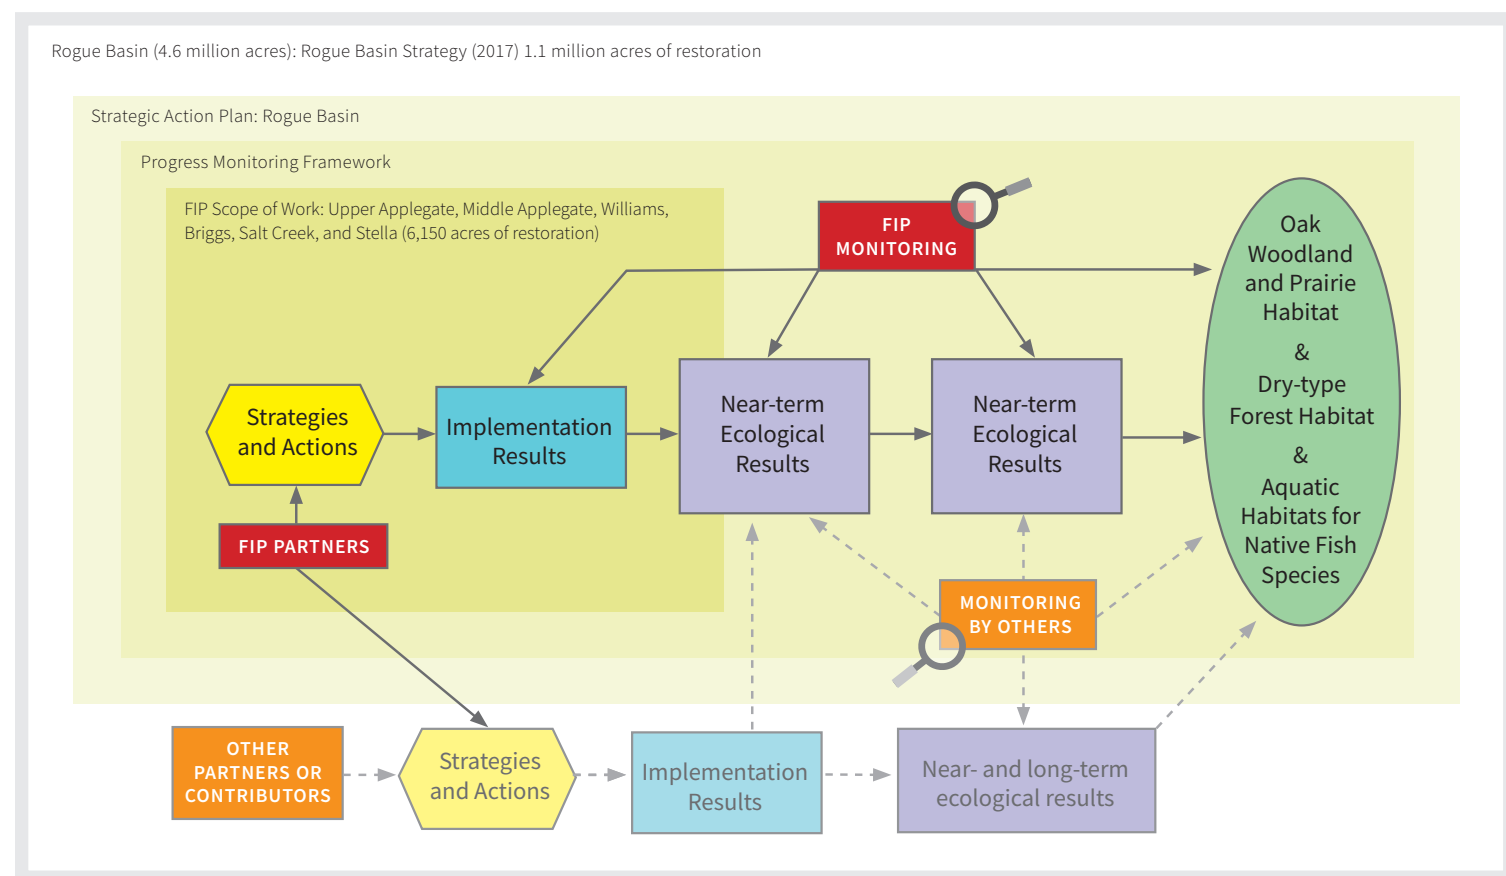 Rogue Basin (4.6 million acres): Rogue Basin Strategy (2017) 1.1 million acres of restoration
Strategic Action Plan: Rogue Basin
Progress Monitoring Framework
FIP Scope of Work: Upper Applegate, Middle Applegate, Williams,
Briggs, Salt Creek, and Stella (6,150 acres of restoration)
FIP
MONITORING
Oak
Woodland
and Prairie
Habitat
&
Dry-type
Forest Habitat
&
Aquatic
Habitats for
Native Fish
Species
Strategies
and Actions
Implementation
Results
Near-term
Ecological
Results
Near-term
Ecological
Results
FIP PARTNERS
MONITORING
BY OTHERS
OTHER
PARTNERS OR
CONTRIBUTORS
Strategies
and Actions
Implementation
Results
Near- and long-term
ecological results